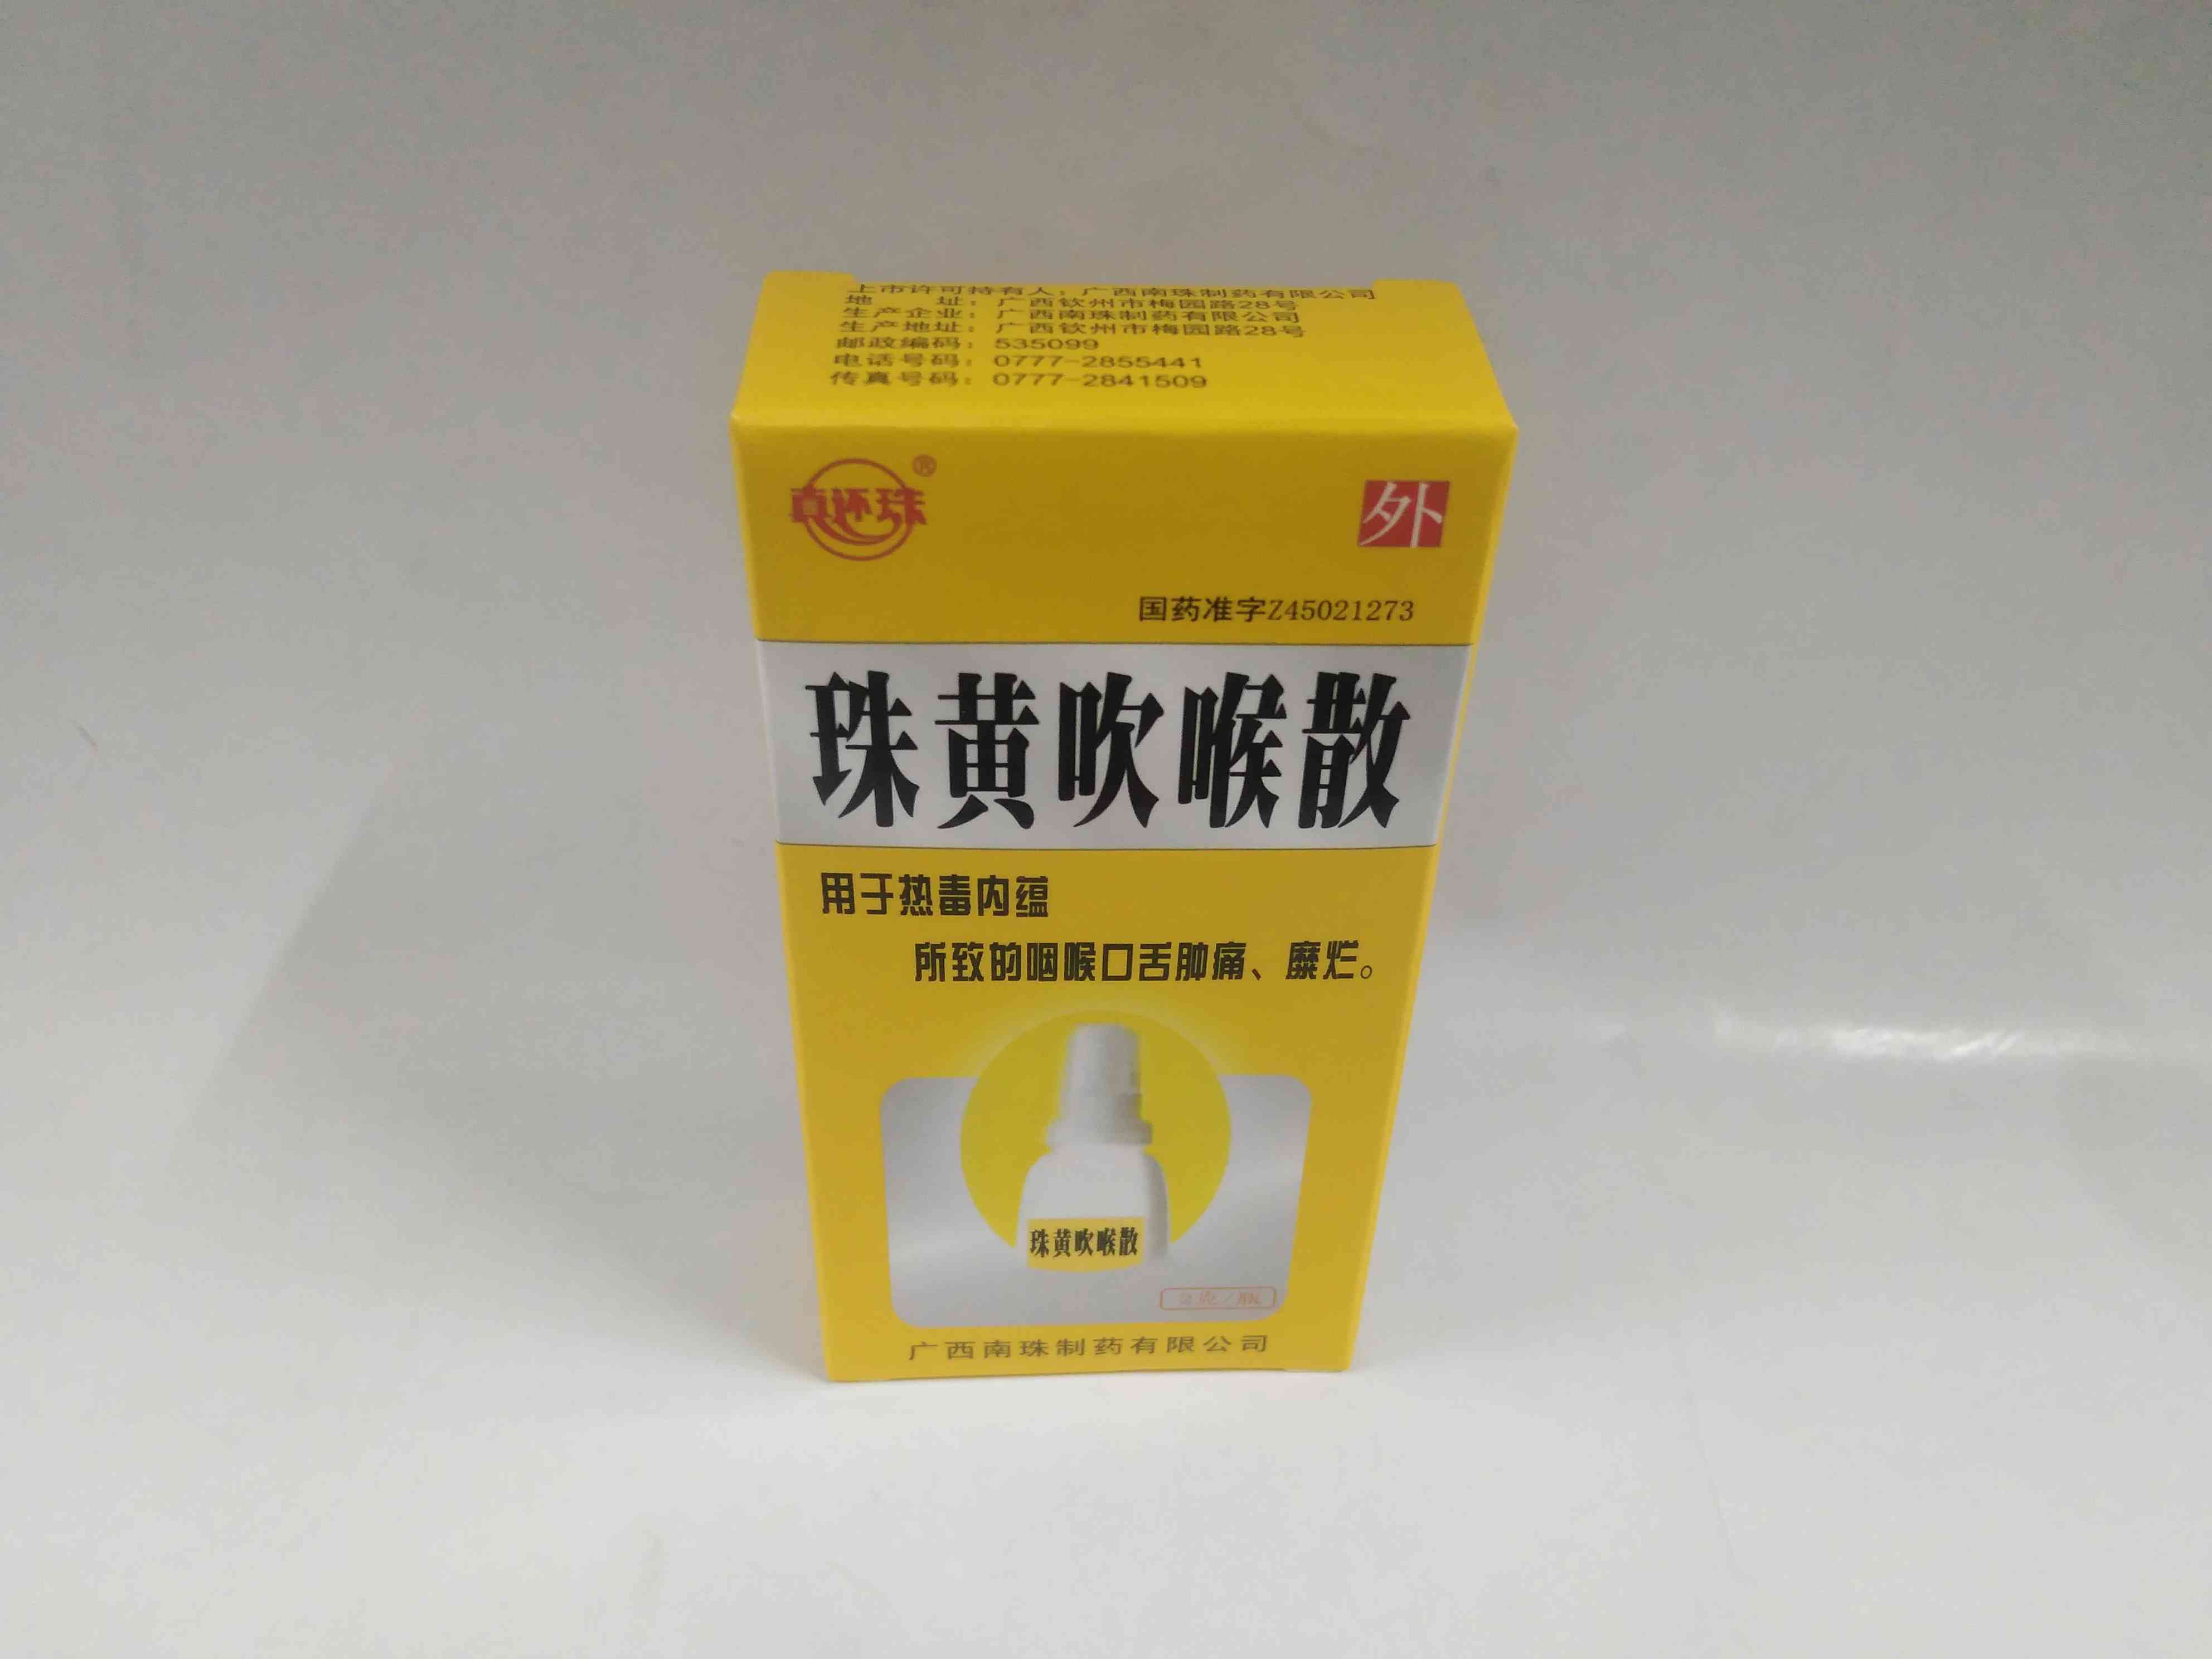 上市许可持有人：广西南珠制药有限公司
地　　址：广西钦州市梅园路28号
生产企业：广西南珠制药有限公司
生产地址：广西钦州市梅园路28号
邮政编码：535099
电话号码：0777-2855441
传真号码：0777-2841509
真还珠®
外
国药准字Z45021273
珠黄吹喉散
用于热毒内蕴
所致的咽喉口舌肿痛、糜烂。
珠黄吹喉散
2克/瓶
广西南珠制药有限公司